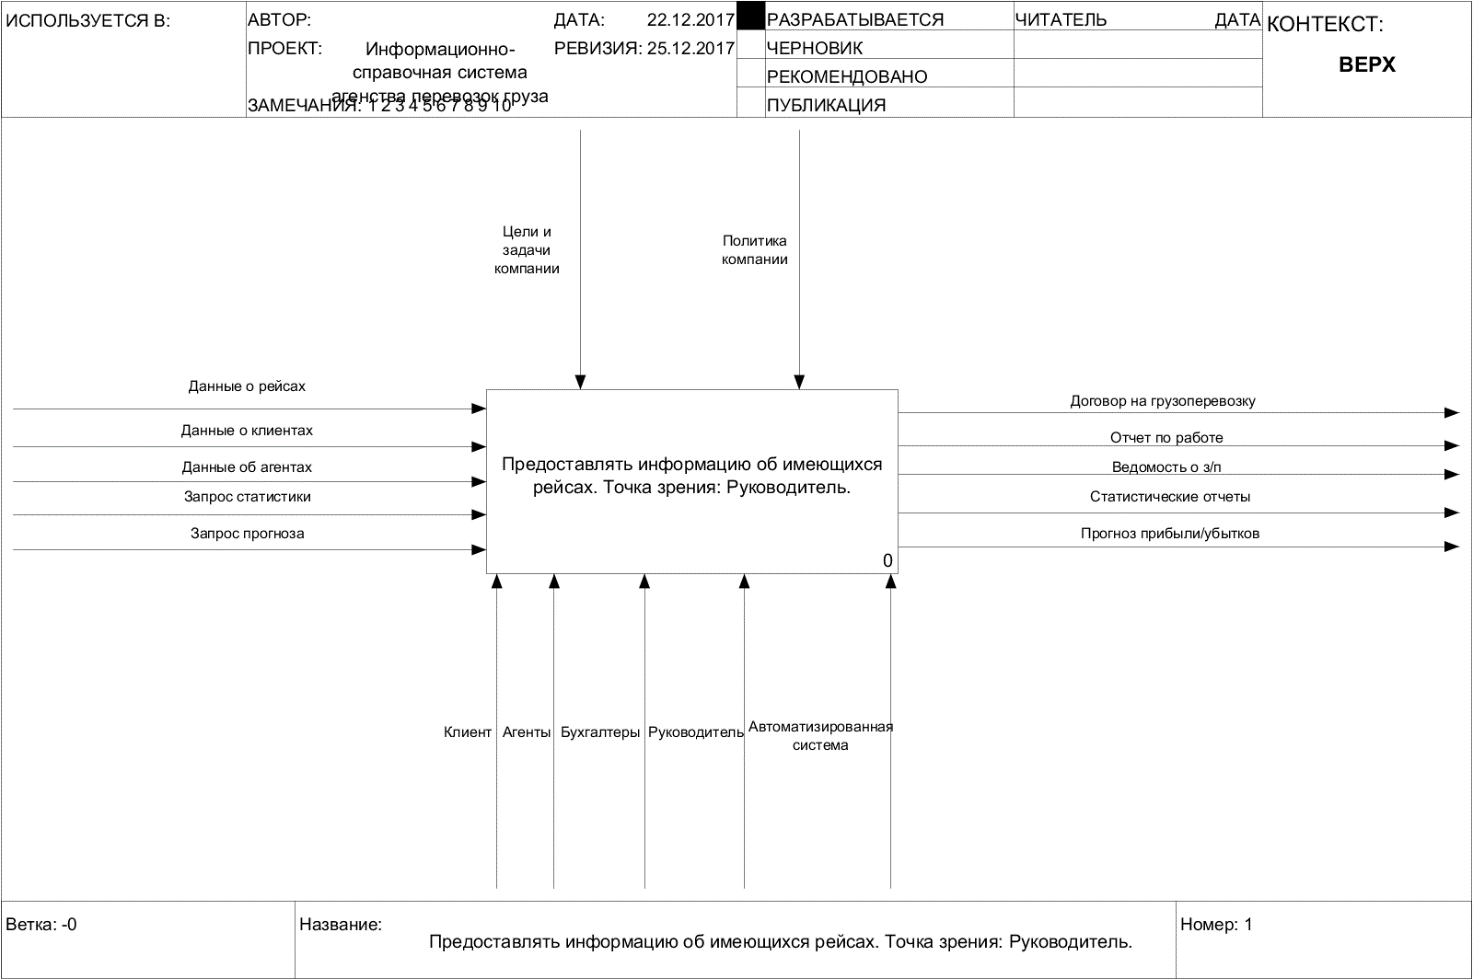 ИСПОЛЬЗУЕТСЯ В:
АВТОР:
ДАТА: 22.12.2017
РАЗРАБАТЫВАЕТСЯ
ЧИТАТЕЛЬ
ДАТА
КОНТЕКСТ:
ПРОЕКТ:
Информационно-
справочная система
агенства перевозок груза
РЕВИЗИЯ: 25.12.2017
ЧЕРНОВИК
ВЕРХ
РЕКОМЕНДОВАНО
ЗАМЕЧАНИЯ: 1 2 3 4 5 6 7 8 9 10
ПУБЛИКАЦИЯ
Цели и
задачи
компании
Политика
компании
Данные о рейсах
Данные о клиентах
Данные об агентах
Запрос статистики
Запрос прогноза
Предоставлять информацию об имеющихся
рейсах. Точка зрения: Руководитель.
0
Договор на грузоперевозку
Отчет по работе
Ведомость о з/п
Статистические отчеты
Прогноз прибыли/убытков
Клиент
Агенты
Бухгалтеры
Руководитель
Автоматизированная
система
Ветка: -0
Название:
Предоставлять информацию об имеющихся рейсах. Точка зрения: Руководитель.
Номер: 1